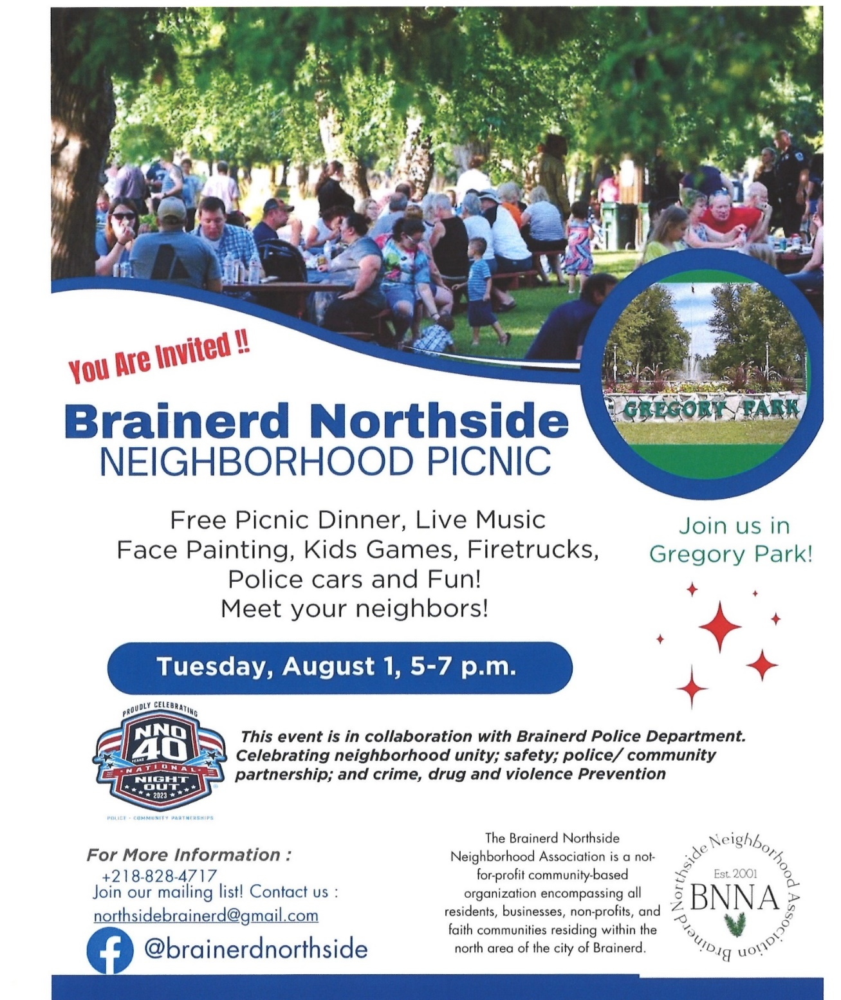 GREGORY PARK
You Are Invited !!
Brainerd Northside
NEIGHBORHOOD PICNIC
Free Picnic Dinner, Live Music
Face Painting, Kids Games, Firetrucks,
Police cars and Fun!
Meet your neighbors!
Join us in
Gregory Park!
Tuesday, August 1, 5-7 p.m.
PROUDLY CELEBRATING
NNO
40
YEARS
NATIONAL
NIGHT
OUT
2023
POLICE - COMMUNITY PARTNERSHIPS
This event is in collaboration with Brainerd Police Department.
Celebrating neighborhood unity; safety; police/ community
partnership; and crime, drug and violence Prevention
For More Information :
+218-828-4717
Join our mailing list! Contact us :
northsidebrainerd@gmail.com
@brainerdnorthside
The Brainerd Northside
Neighborhood Association is a not-
for-profit community-based
organization encompassing all
residents, businesses, non-profits, and
faith communities residing within the
north area of the city of Brainerd.
Brainerd Northside Neighborhood Association
Est. 2001
BNNA